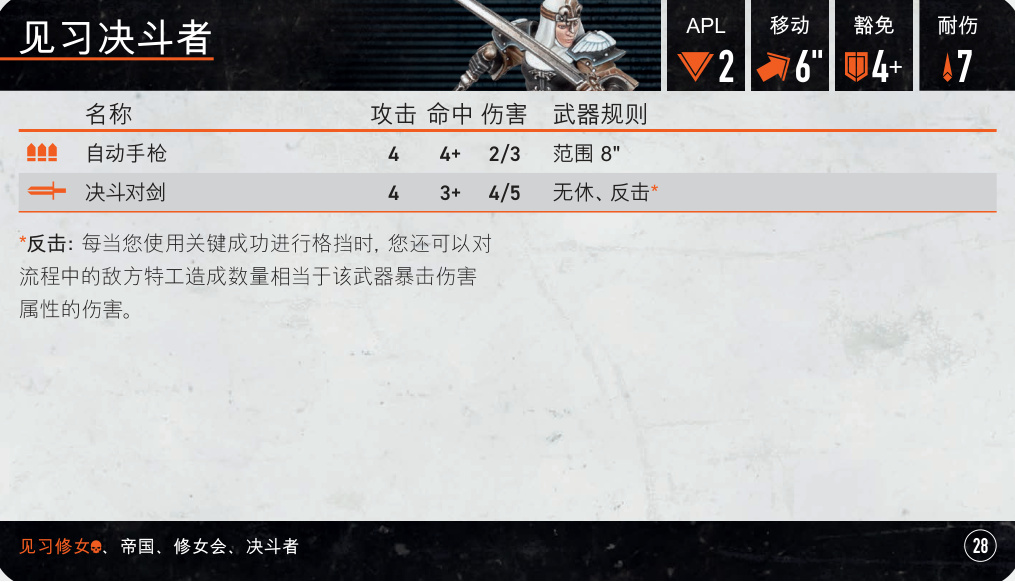 见习决斗者
APL 移动 豁免 耐伤
2 6" 4+ 7
名称 攻击 命中 伤害 武器规则
自动手枪 4 4+ 2/3 范围 8"
决斗对剑 4 3+ 4/5 无休、反击*
*反击: 每当您使用关键成功进行格挡时, 您还可以对
流程中的敌方特工造成数量相当于该武器暴击伤害
属性的伤害。
见习修女、帝国、修女会、决斗者
28